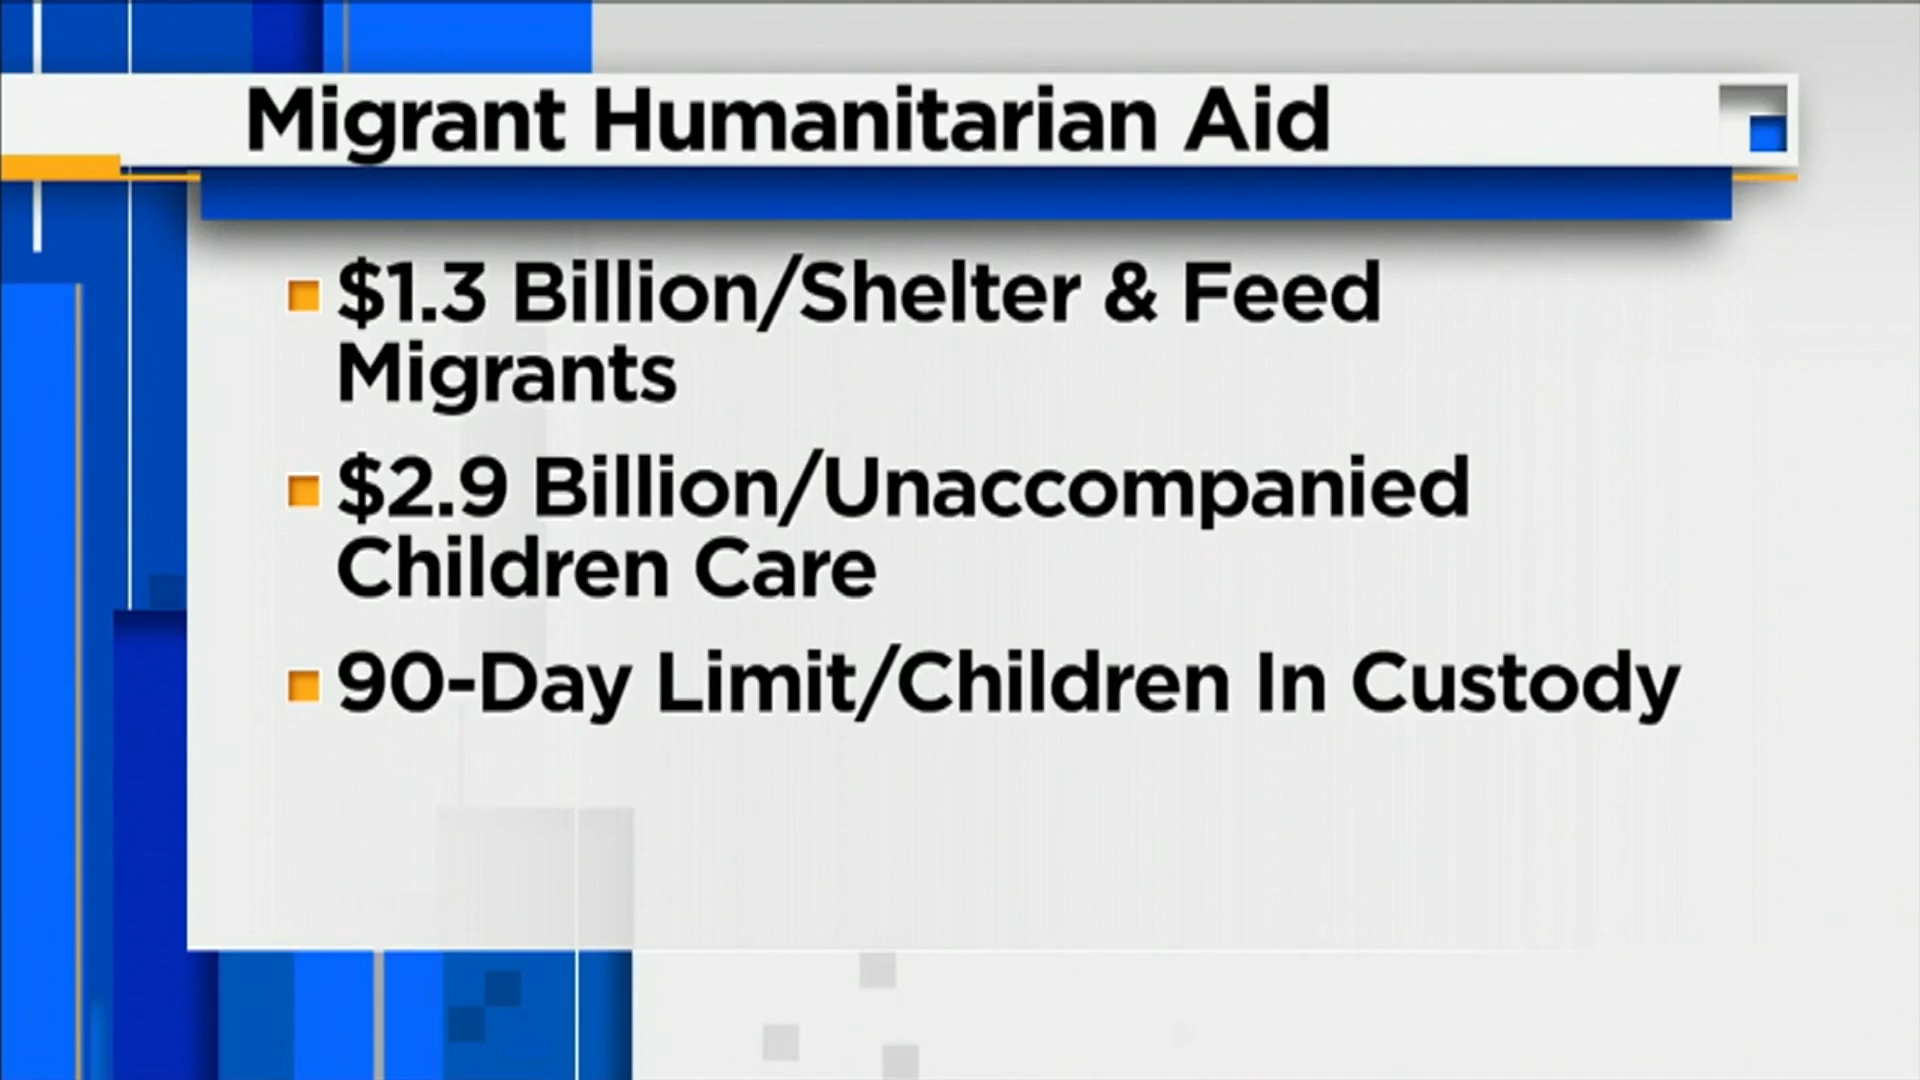 Migrant Humanitarian Aid
$1.3 Billion/Shelter & Feed
Migrants
$2.9 Billion/Unaccompanied
Children Care
90-Day Limit/Children In Custody